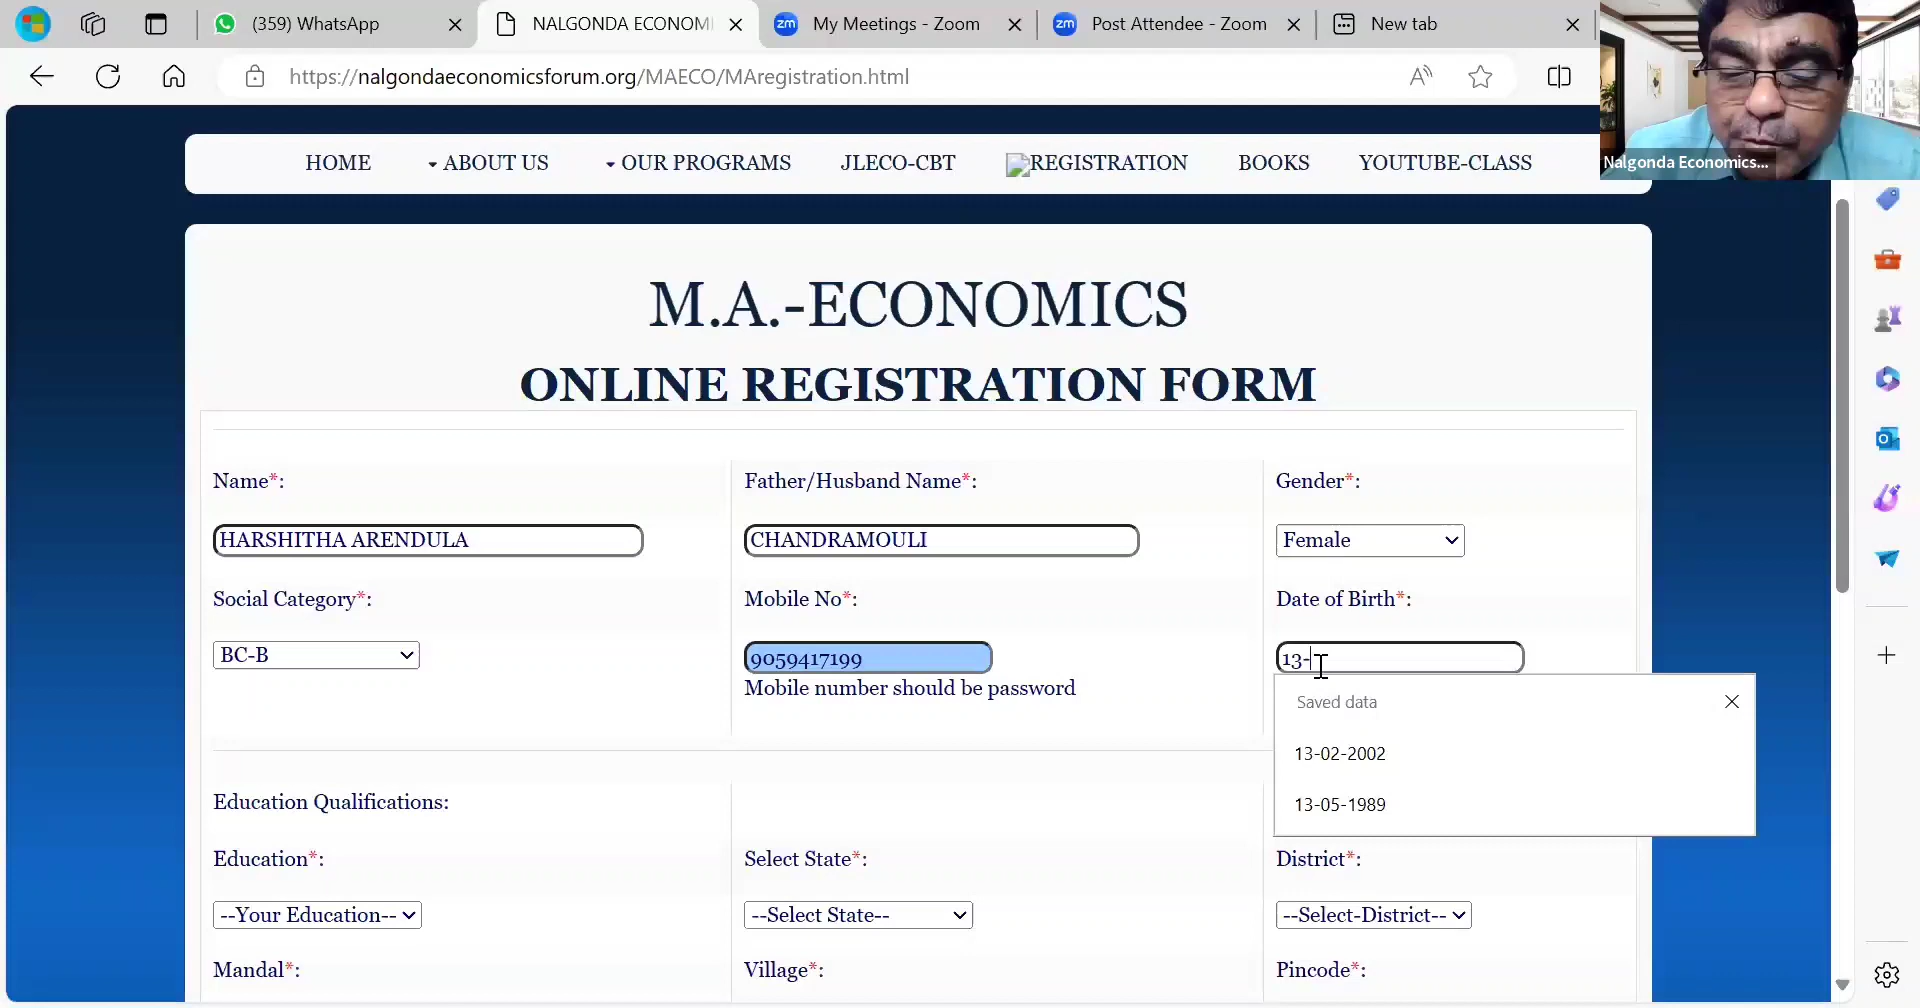 (359) WhatsApp
NALGONDA ECONOMI
My Meetings - Zoom
Post Attendee - Zoom
New tab
https://nalgondaeconomicsforum.org/MAECO/MAregistration.html
Nalgonda Economics...
HOME ABOUT US OUR PROGRAMS JLECO-CBT REGISTRATION BOOKS YOUTUBE-CLASS
M.A.-ECONOMICS
ONLINE REGISTRATION FORM
Name*: Father/Husband Name*: Gender*:
HARSHITHA ARENDULA CHANDRAMOULI Female
Social Category*: Mobile No*: Date of Birth*:
BC-B 9059417199 13-
Mobile number should be password
Saved data
13-02-2002
13-05-1989
Education Qualifications:
Education*: Select State*: District*:
--Your Education-- --Select State-- --Select-District--
Mandal*: Village*: Pincode*: